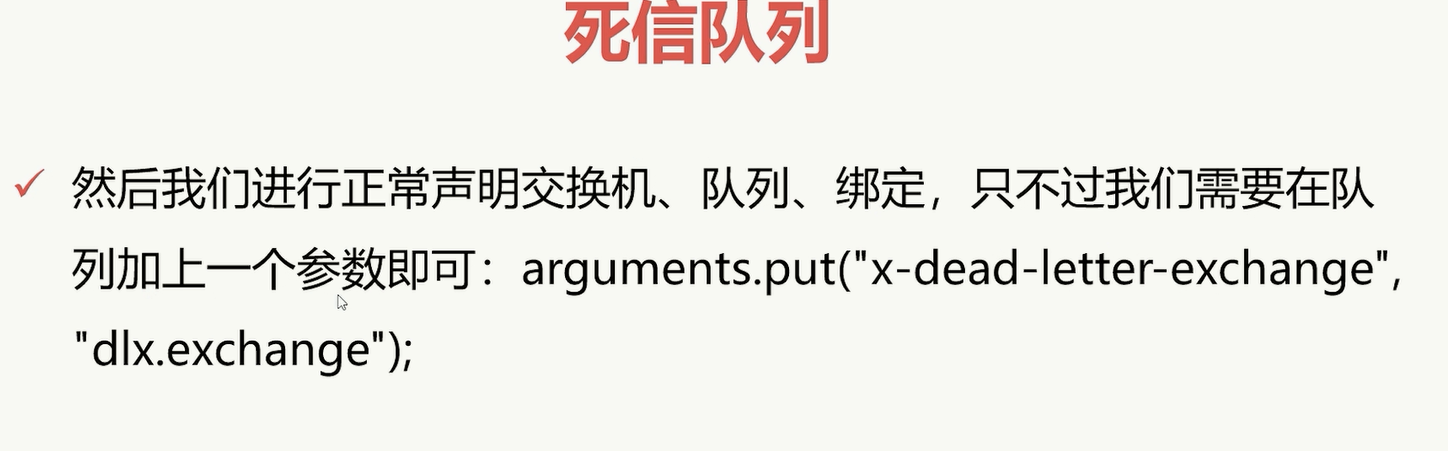 死信队列
然后我们进行正常声明交换机、队列、绑定，只不过我们需要在队
列加上一个参数即可：arguments.put("x-dead-letter-exchange",
"dlx.exchange");